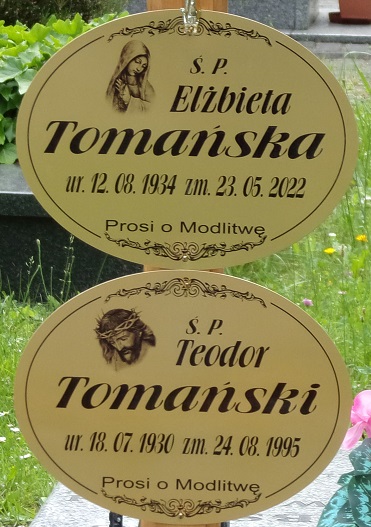 Ś. P.
Elżbieta
Tomańska
ur. 12. 08. 1934 zm. 23. 05. 2022
Prosi o Modlitwę
Ś. P.
Teodor
Tomański
ur. 18. 07. 1930 zm. 24. 08. 1995
Prosi o Modlitwę